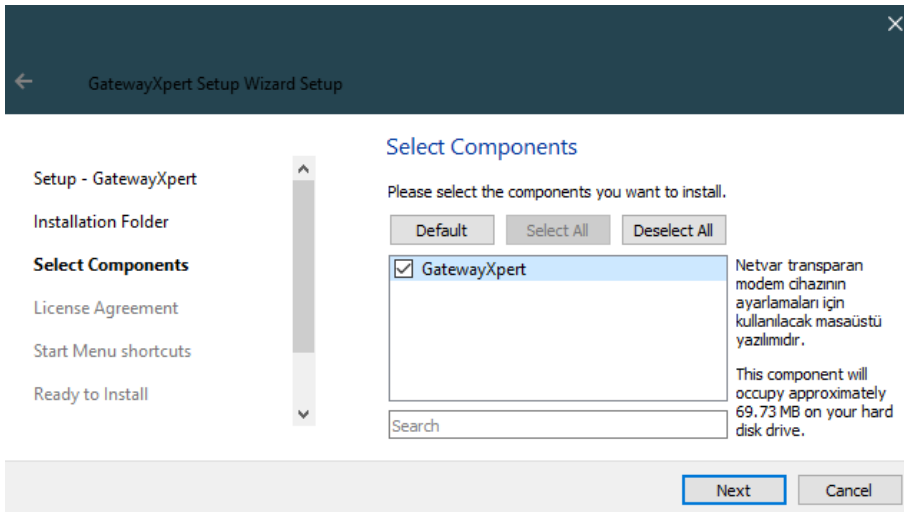 GatewayXpert Setup Wizard Setup
Setup - GatewayXpert
Installation Folder
Select Components
License Agreement
Start Menu shortcuts
Ready to Install
Select Components
Please select the components you want to install.
Default
Select All
Deselect All
GatewayXpert
Netvar transparan
modem cihazının
ayarlamaları için
kullanılacak masaüstü
yazılımıdır.
This component will
occupy approximately
69.73 MB on your hard
disk drive.
Search
Next
Cancel